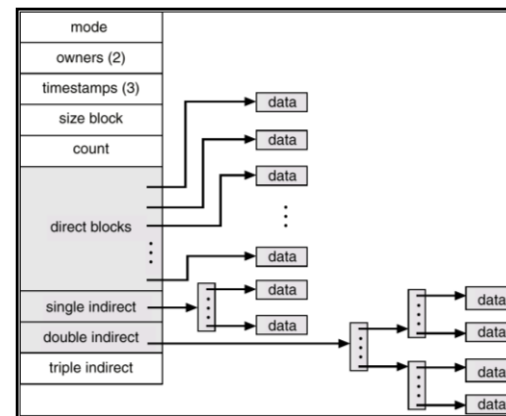 mode
owners (2)
timestamps (3)
size block
count
direct blocks
single indirect
double indirect
triple indirect
data
data
data
data
data
data
data
data
data
data